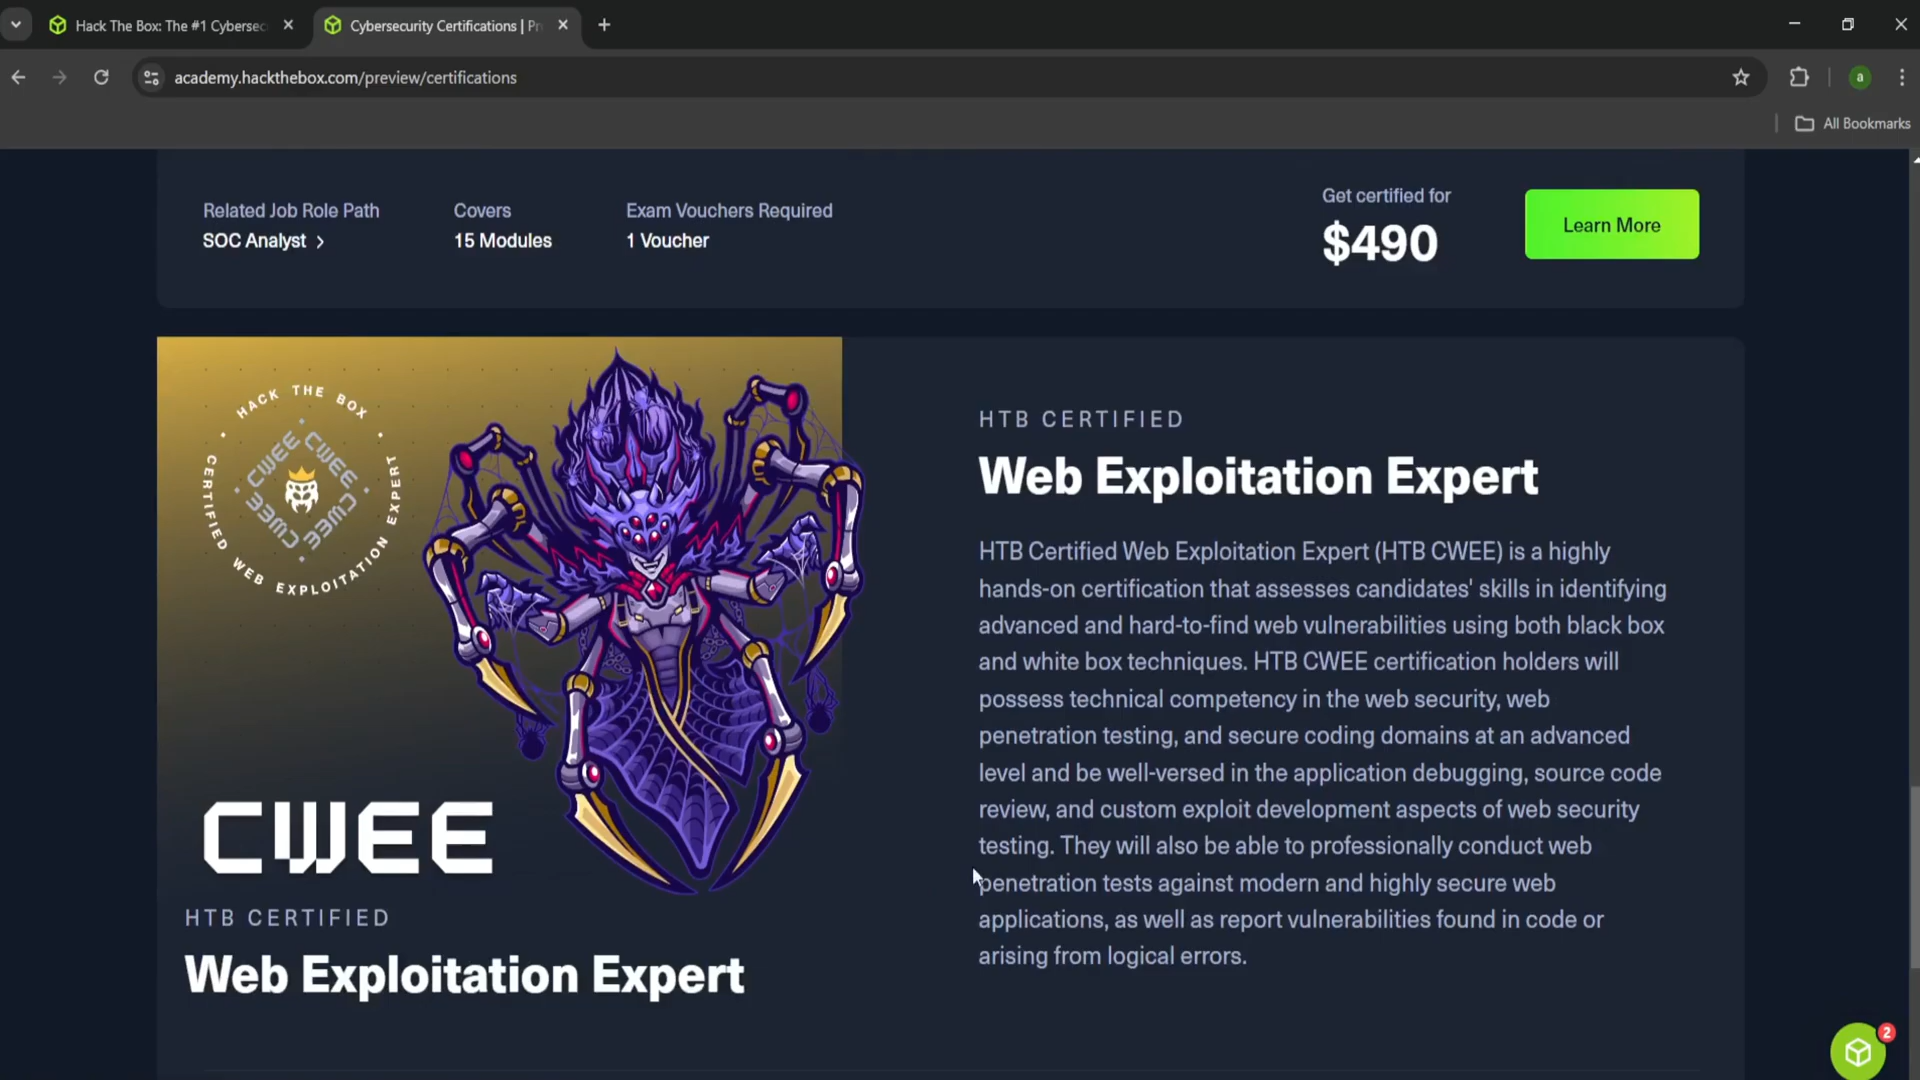 Hack The Box: The #1 Cybersec
Cybersecurity Certifications | Pr
academy.hackthebox.com/preview/certifications
a
All Bookmarks
Related Job Role Path
SOC Analyst
Covers
15 Modules
Exam Vouchers Required
1 Voucher
Get certified for
$490
Learn More
HACK THE BOX
CERTIFIED WEB EXPLOITATION EXPERT
CWEE
CWEE
CWEE
CWEE
CWEE
HTB CERTIFIED
Web Exploitation Expert
HTB CERTIFIED
Web Exploitation Expert
HTB Certified Web Exploitation Expert (HTB CWEE) is a highly
hands-on certification that assesses candidates' skills in identifying
advanced and hard-to-find web vulnerabilities using both black box
and white box techniques. HTB CWEE certification holders will
possess technical competency in the web security, web
penetration testing, and secure coding domains at an advanced
level and be well-versed in the application debugging, source code
review, and custom exploit development aspects of web security
testing. They will also be able to professionally conduct web
penetration tests against modern and highly secure web
applications, as well as report vulnerabilities found in code or
arising from logical errors.
2